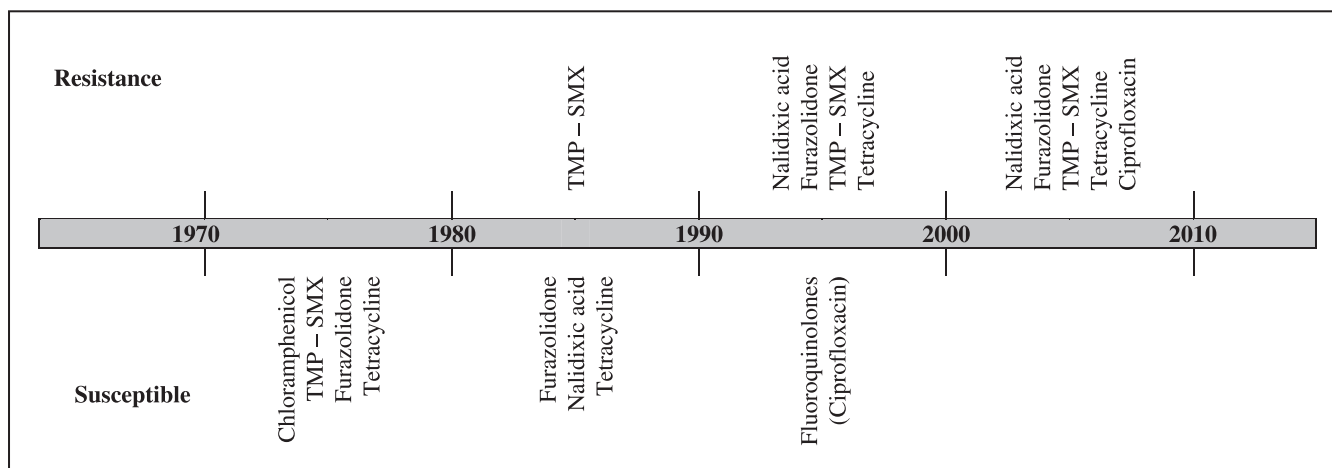 Resistance
TMP – SMX
Nalidixic acid
Furazolidone
TMP – SMX
Tetracycline
Nalidixic acid
Furazolidone
TMP – SMX
Tetracycline
Ciprofloxacin
1970
1980
1990
2000
2010
Chloramphenicol
TMP – SMX
Furazolidone
Tetracycline
Furazolidone
Nalidixic acid
Tetracycline
Fluoroquinolones
(Ciprofloxacin)
Susceptible